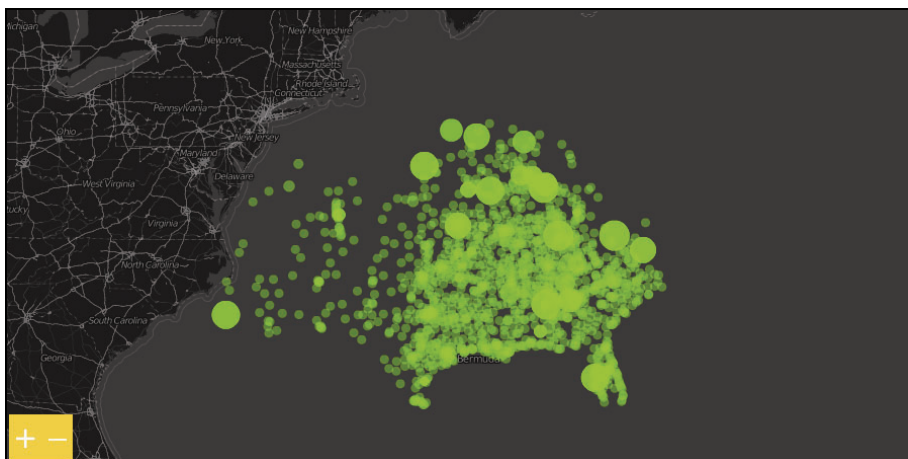 Michigan
New York
New Hampshire
Massachusetts
Rhode Island
Connecticut
Pennsylvania
New Jersey
Ohio
Maryland
Delaware
West Virginia
tucky
Virginia
North Carolina
South Carolina
Georgia
Bermuda
+ −